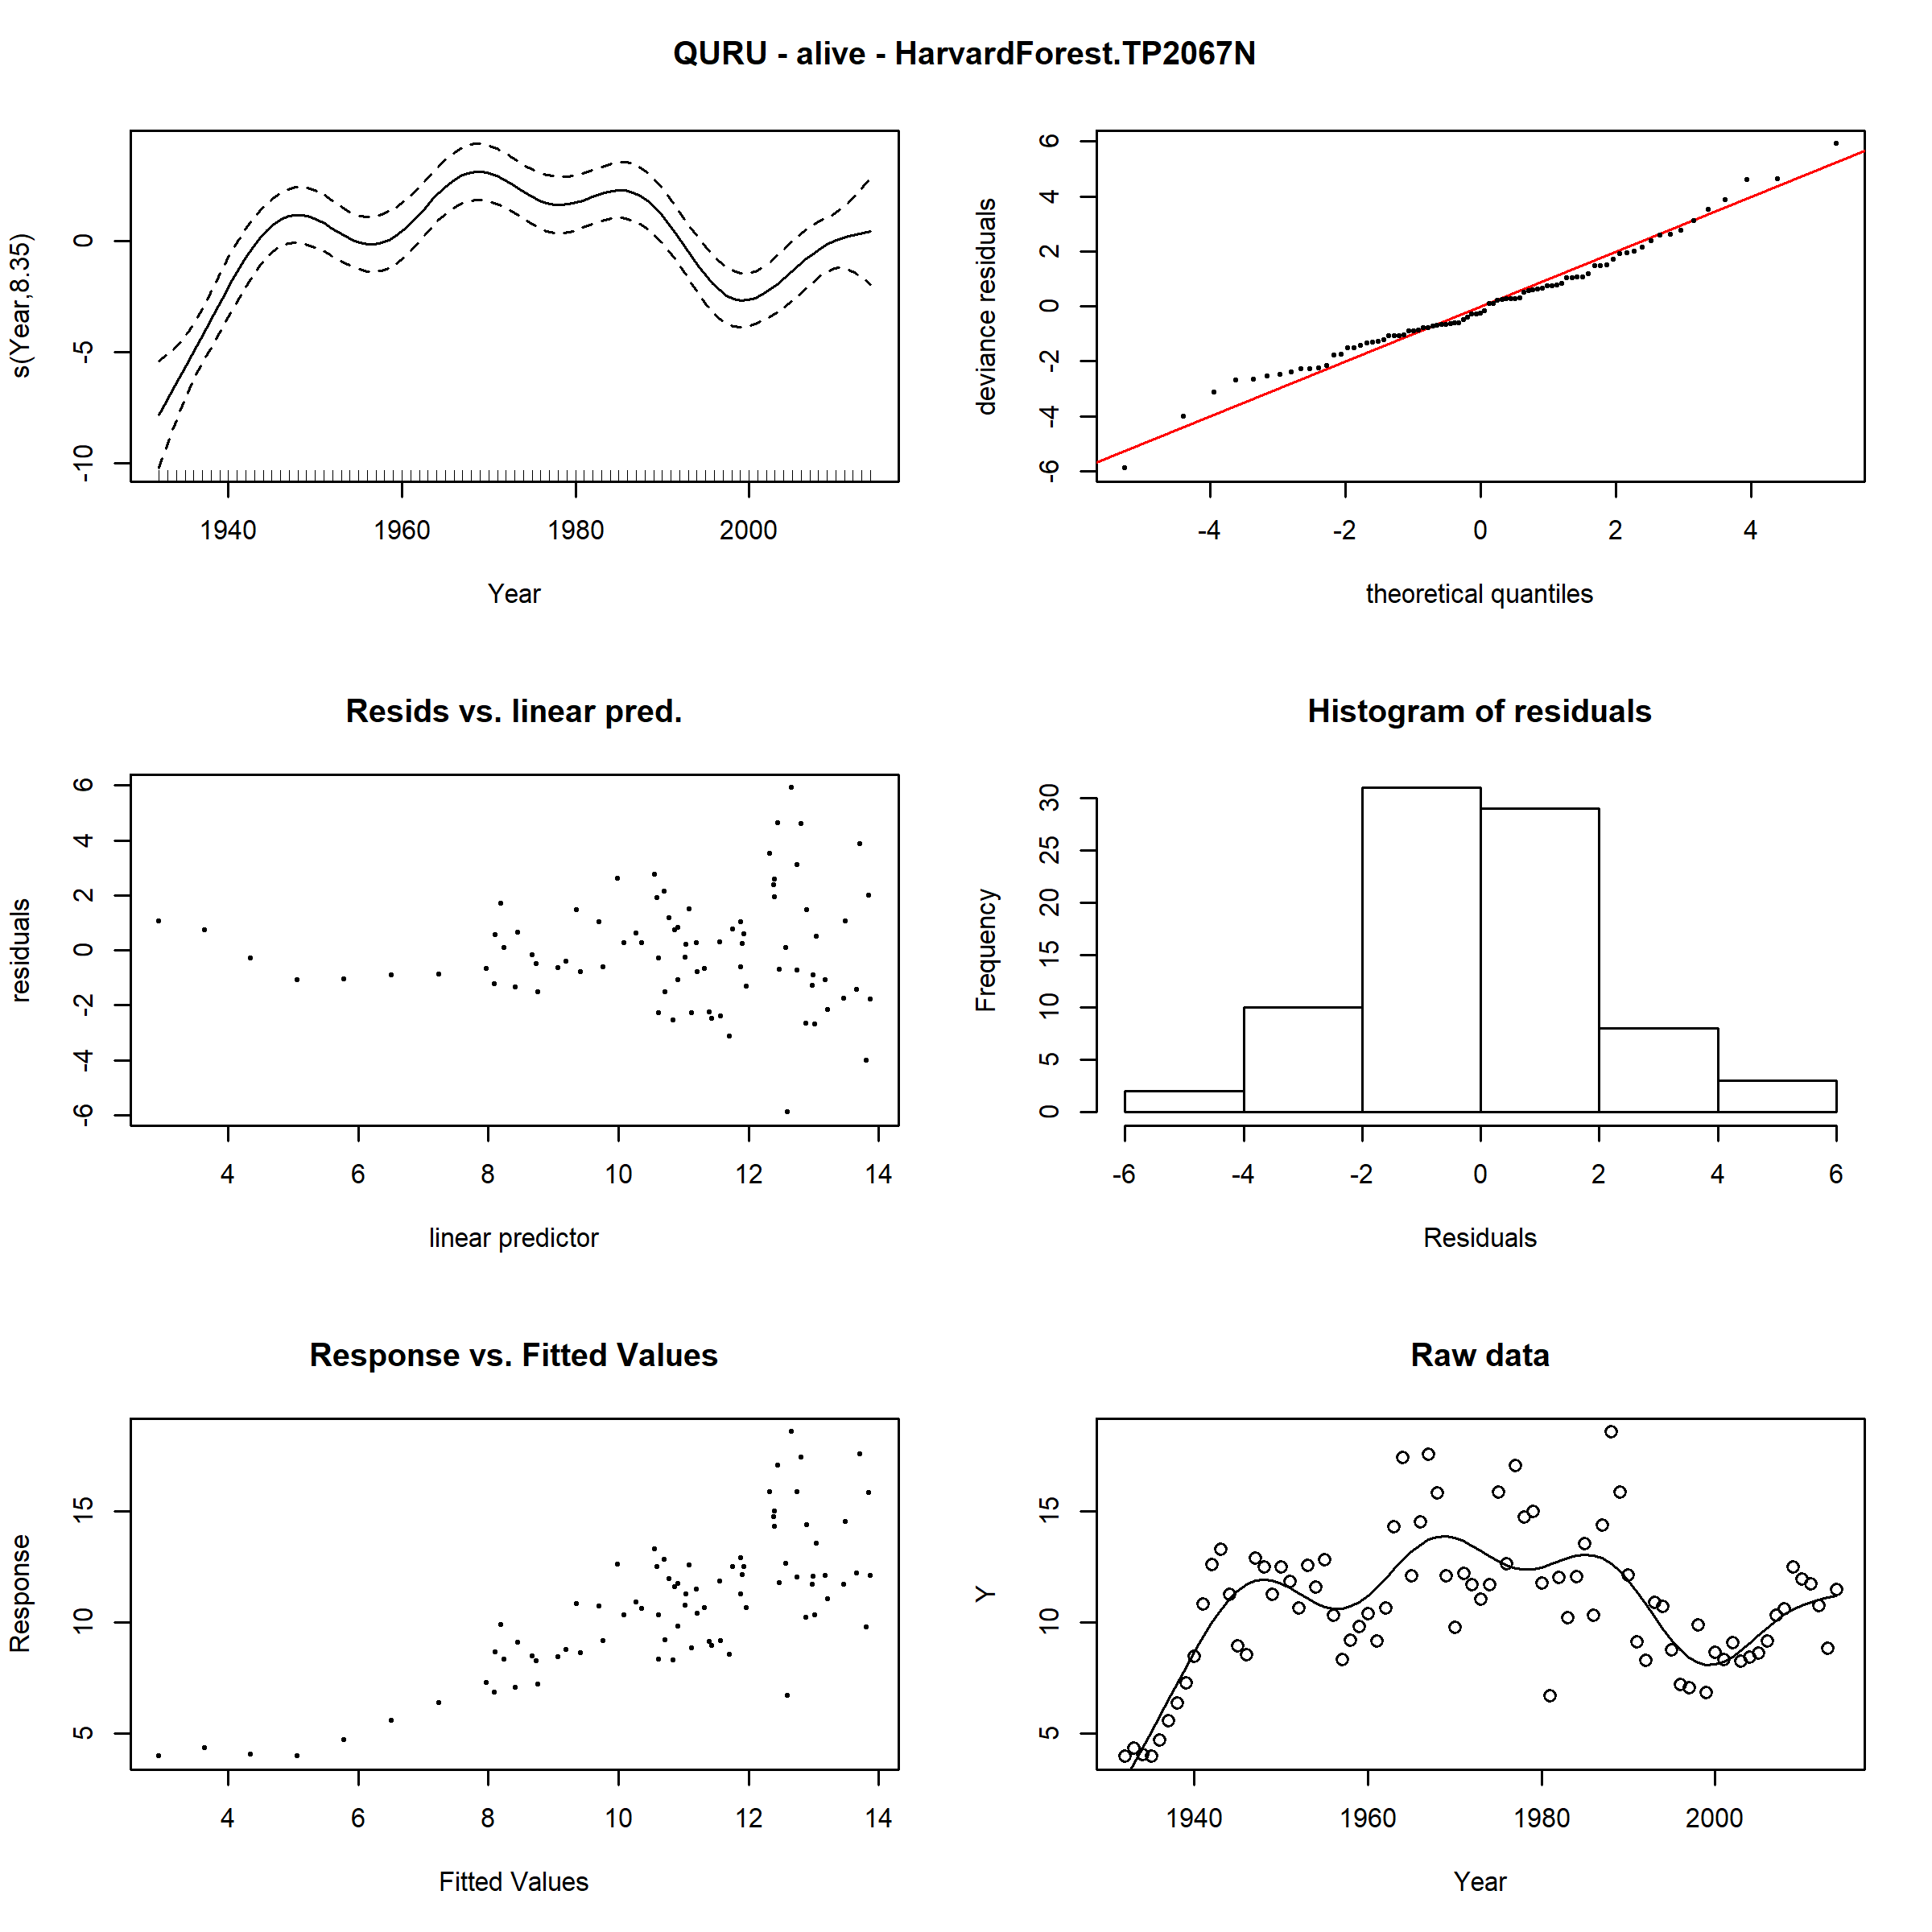 QURU - alive - HarvardForest.TP2067N
s(Year,8.35)
0
-5
-10
1940 1960 1980 2000
Year
deviance residuals
6
4
2
0
-2
-4
-6
-4 -2 0 2 4
theoretical quantiles
Resids vs. linear pred.
residuals
6
4
2
0
-2
-4
-6
4 6 8 10 12 14
linear predictor
Histogram of residuals
Frequency
30
25
20
15
10
5
0
-6 -4 -2 0 2 4 6
Residuals
Response vs. Fitted Values
Response
15
10
5
4 6 8 10 12 14
Fitted Values
Raw data
Y
15
10
5
1940 1960 1980 2000
Year